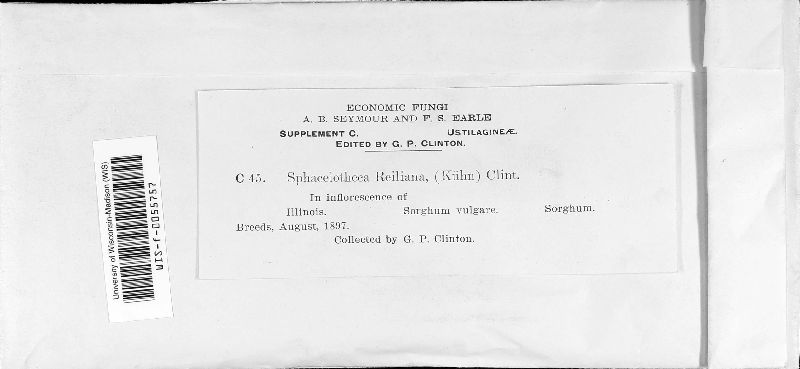 ECONOMIC FUNGI
A. B. SEYMOUR AND F. S. EARLE
SUPPLEMENT C. USTILAGINEÆ.
EDITED BY G. P. CLINTON.
C 45. Sphacelotheca Reiliana, (Kühn) Clint.
In inflorescence of
Illinois. Sorghum vulgare. Sorghum.
Breeds, August, 1897.
Collected by G. P. Clinton.
University of Wisconsin-Madison (WIS)
WIS-f-0055757